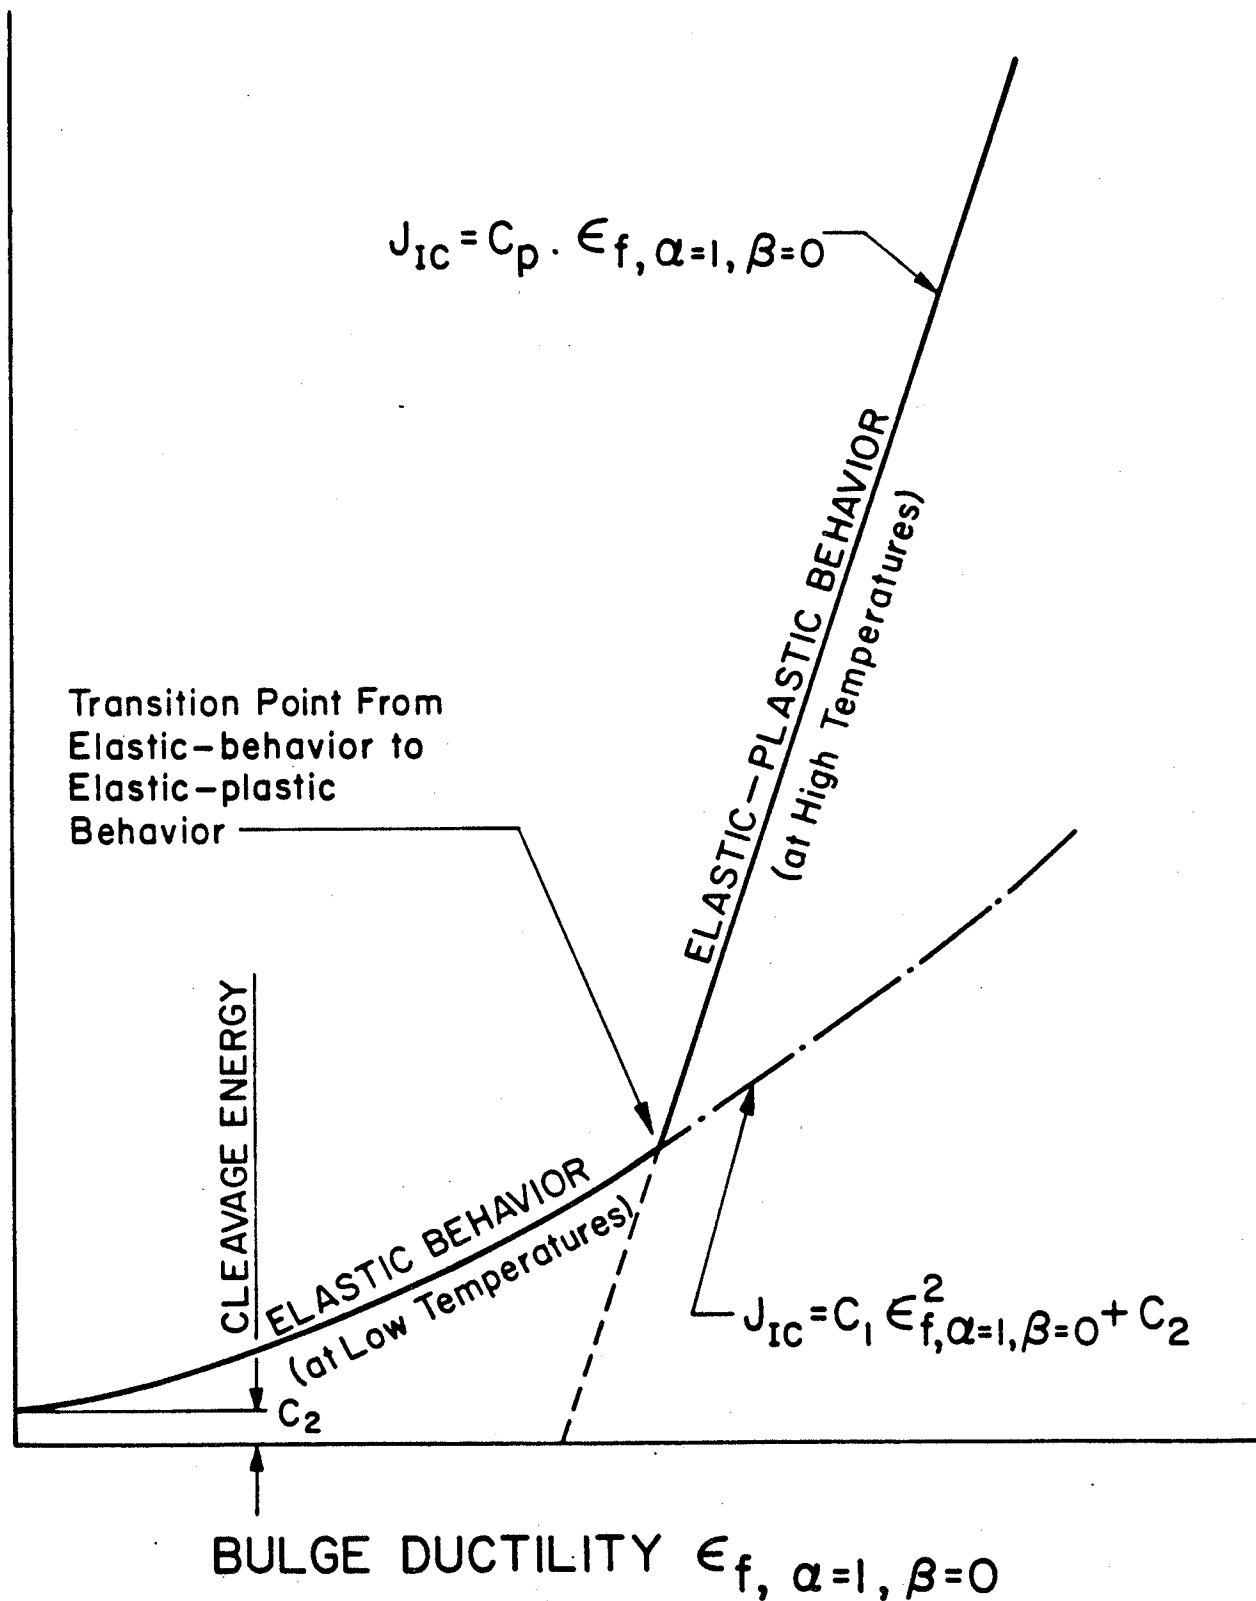 J_IC = C_p . ϵ_f, α=1, β=0
ELASTIC-PLASTIC BEHAVIOR
(at High Temperatures)
Transition Point From
Elastic-behavior to
Elastic-plastic
Behavior
CLEAVAGE ENERGY
ELASTIC BEHAVIOR
(at Low Temperatures)
J_IC = C_1 ϵ^2_f, α=1, β=0 + C_2
C_2
BULGE DUCTILITY ϵ_f, α=1, β=0